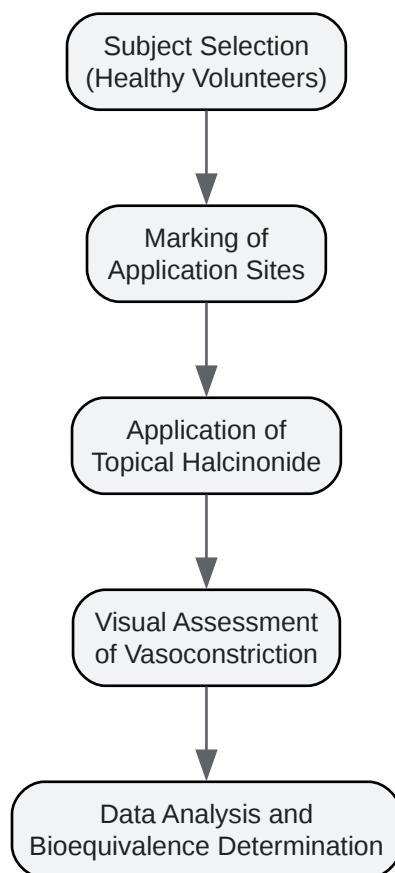 Subject Selection
(Healthy Volunteers)
Marking of
Application Sites
Application of
Topical Halcinonide
Visual Assessment
of Vasoconstriction
Data Analysis and
Bioequivalence Determination